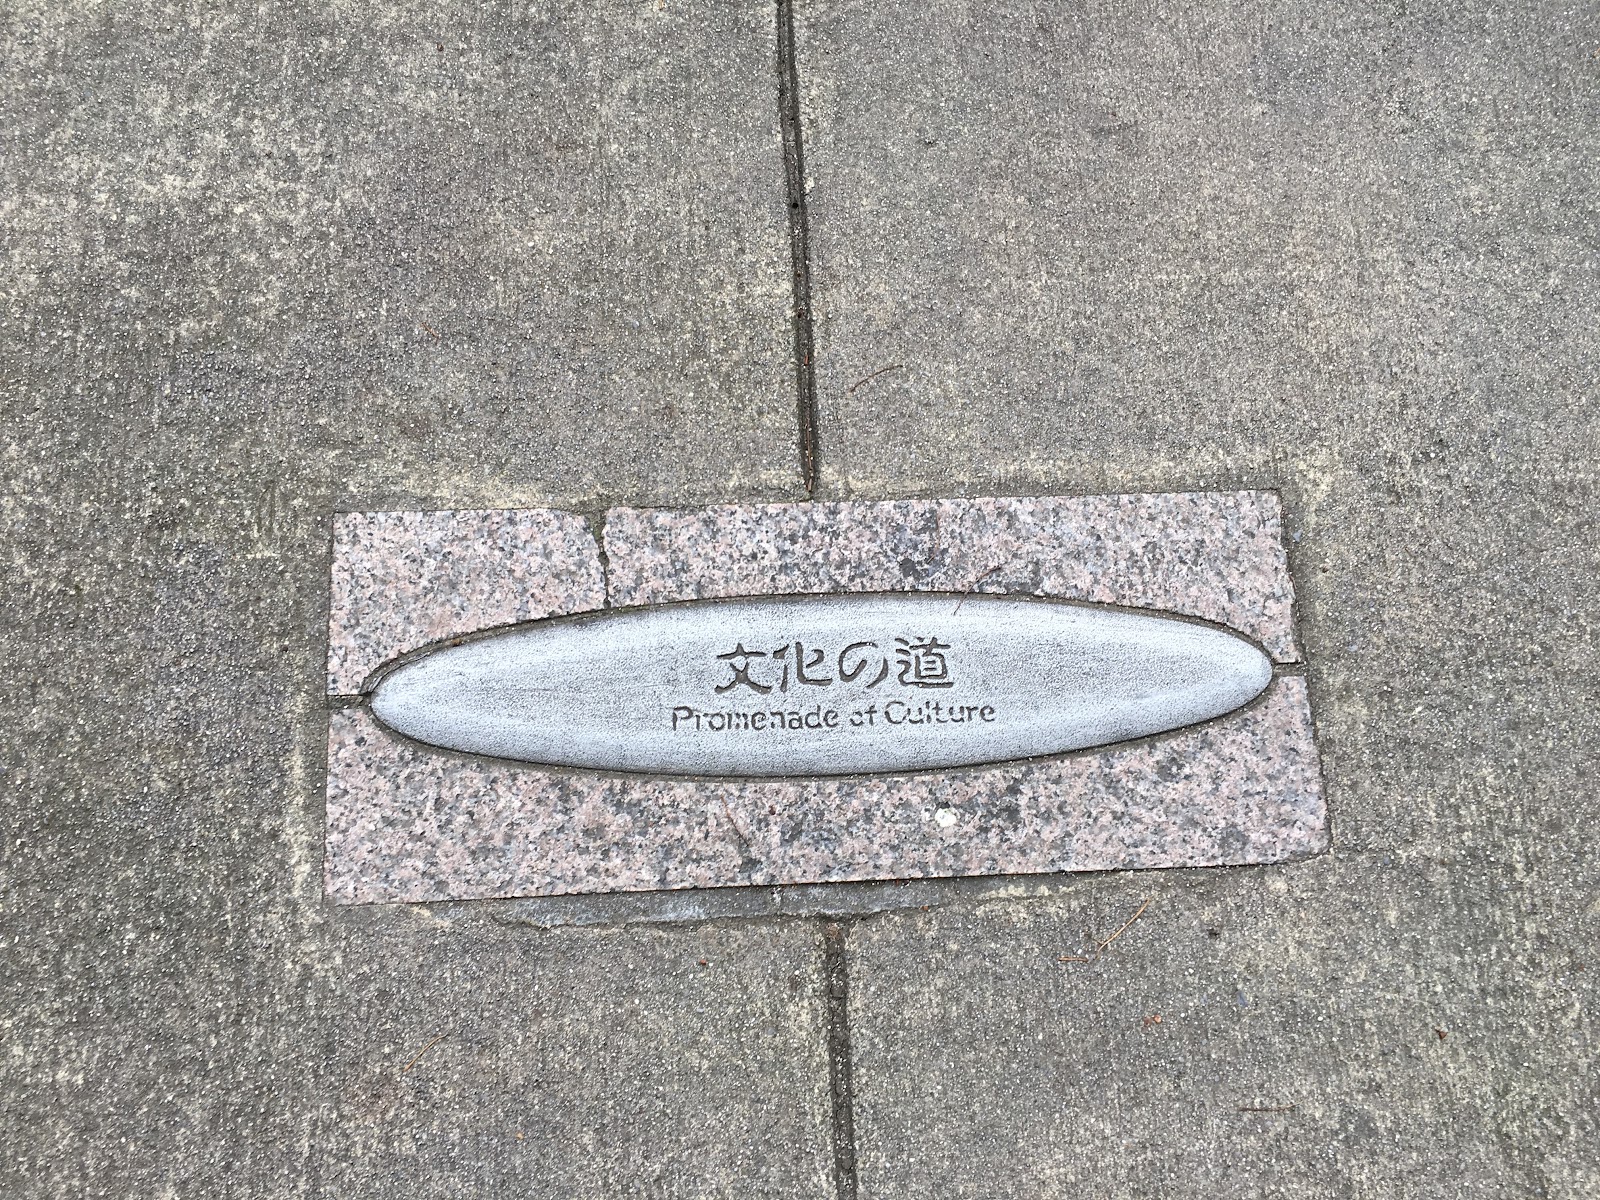 文化の道
Promenade of Culture